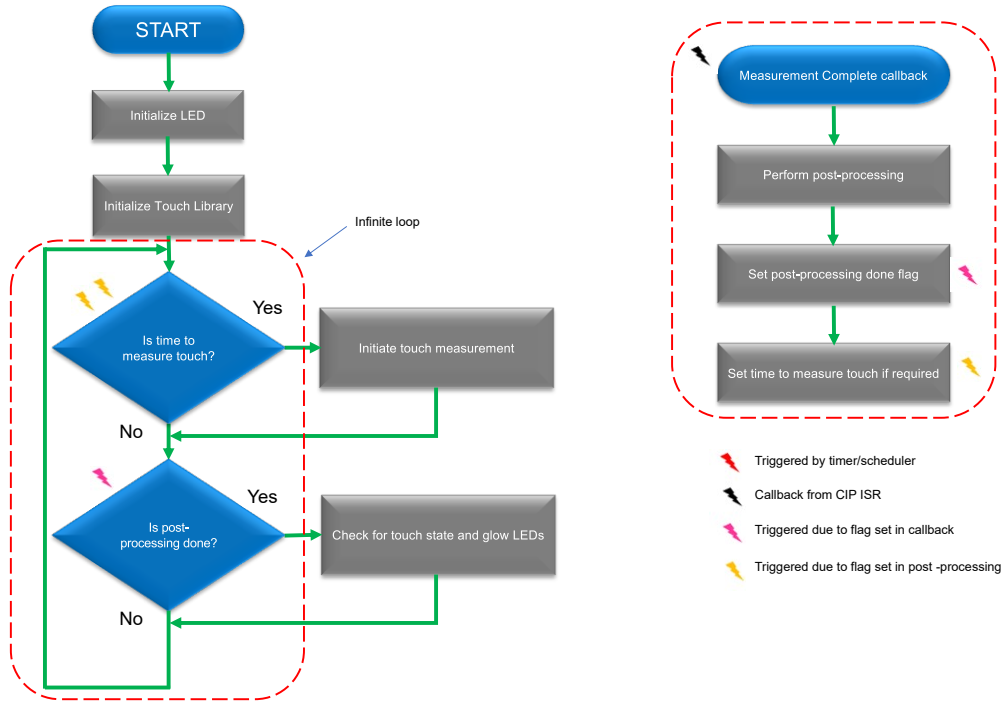 START
Initialize LED
Initialize Touch Library
Infinite loop
Is time to
measure touch?
Yes
Initiate touch measurement
No
Is post-
processing done?
Yes
Check for touch state and glow LEDs
No
Measurement Complete callback
Perform post-processing
Set post-processing done flag
Set time to measure touch if required
Triggered by timer/scheduler
Callback from CIP ISR
Triggered due to flag set in callback
Triggered due to flag set in post -processing